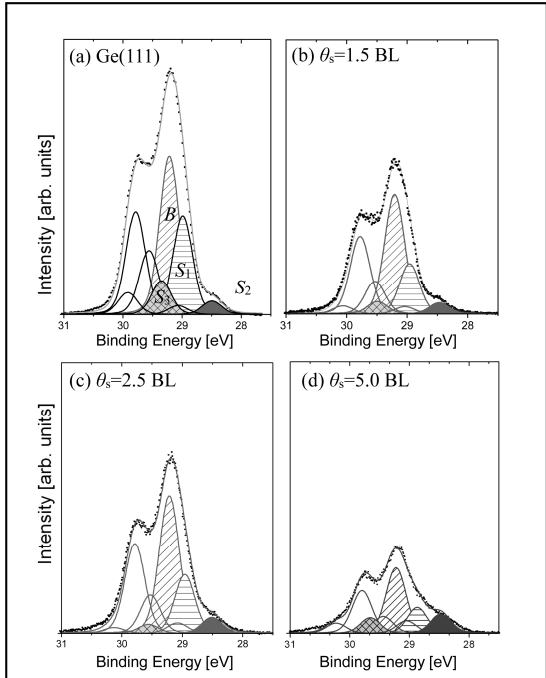 (a) Ge(111)
(b) θs=1.5 BL
Intensity [arb. units]
B
S1
S2
S3
31 30 29 28
Binding Energy [eV]
31 30 29 28
Binding Energy [eV]
(c) θs=2.5 BL
(d) θs=5.0 BL
Intensity [arb. units]
31 30 29 28
Binding Energy [eV]
31 30 29 28
Binding Energy [eV]